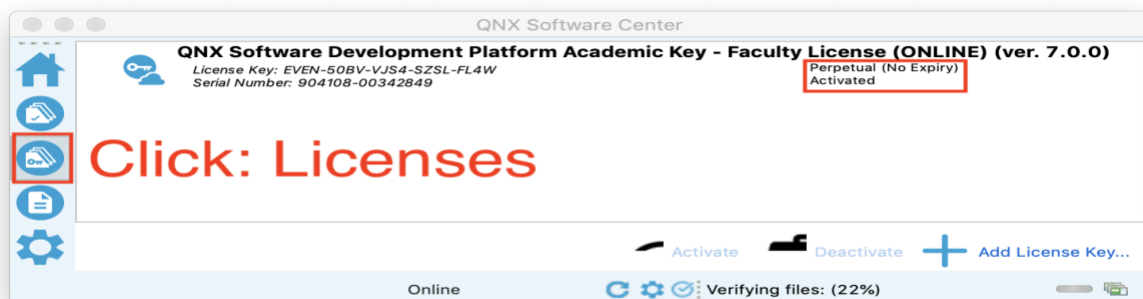 QNX Software Center
QNX Software Development Platform Academic Key - Faculty License (ONLINE) (ver. 7.0.0)
License Key: EVEN-50BV-VJS4-SZSL-FL4W
Perpetual (No Expiry)
Serial Number: 904108-00342849
Activated
Click: Licenses
Activate
Deactivate
Add License Key...
Online
Verifying files: (22%)